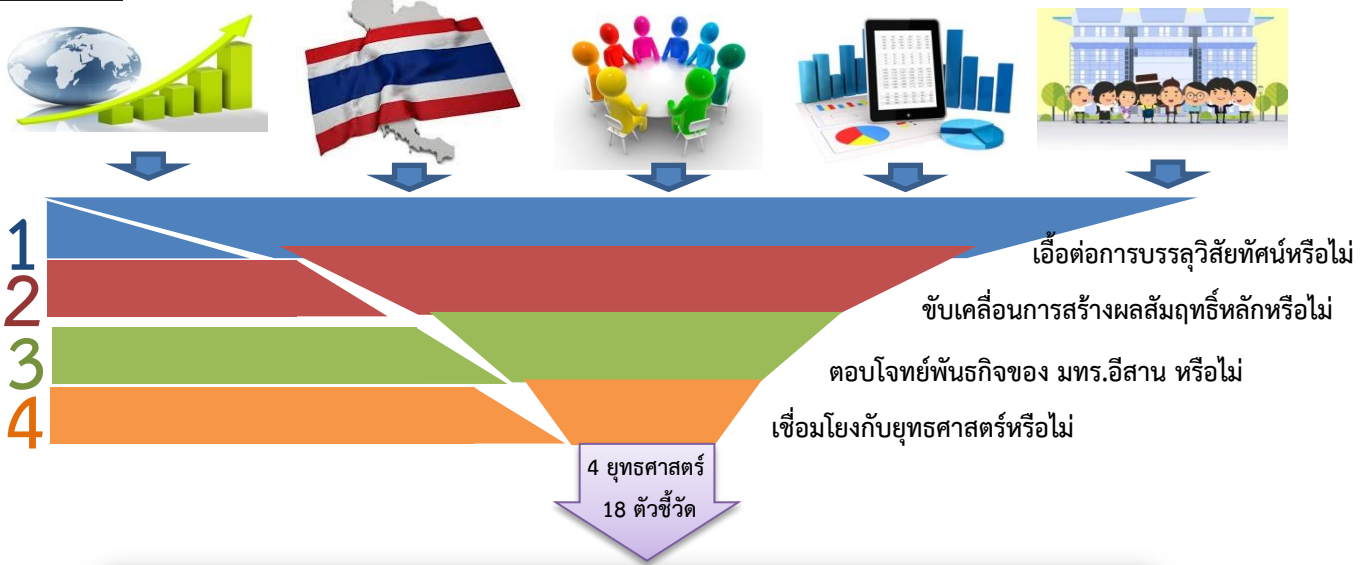 1
เอื้อต่อการบรรลุวิสัยทัศน์หรือไม่
2
ขับเคลื่อนการสร้างผลสัมฤทธิ์หลักหรือไม่
3
ตอบโจทย์พันธกิจของ มทร.อีสาน หรือไม่
4
เชื่อมโยงกับยุทธศาสตร์หรือไม่
4 ยุทธศาสตร์
18 ตัวชี้วัด